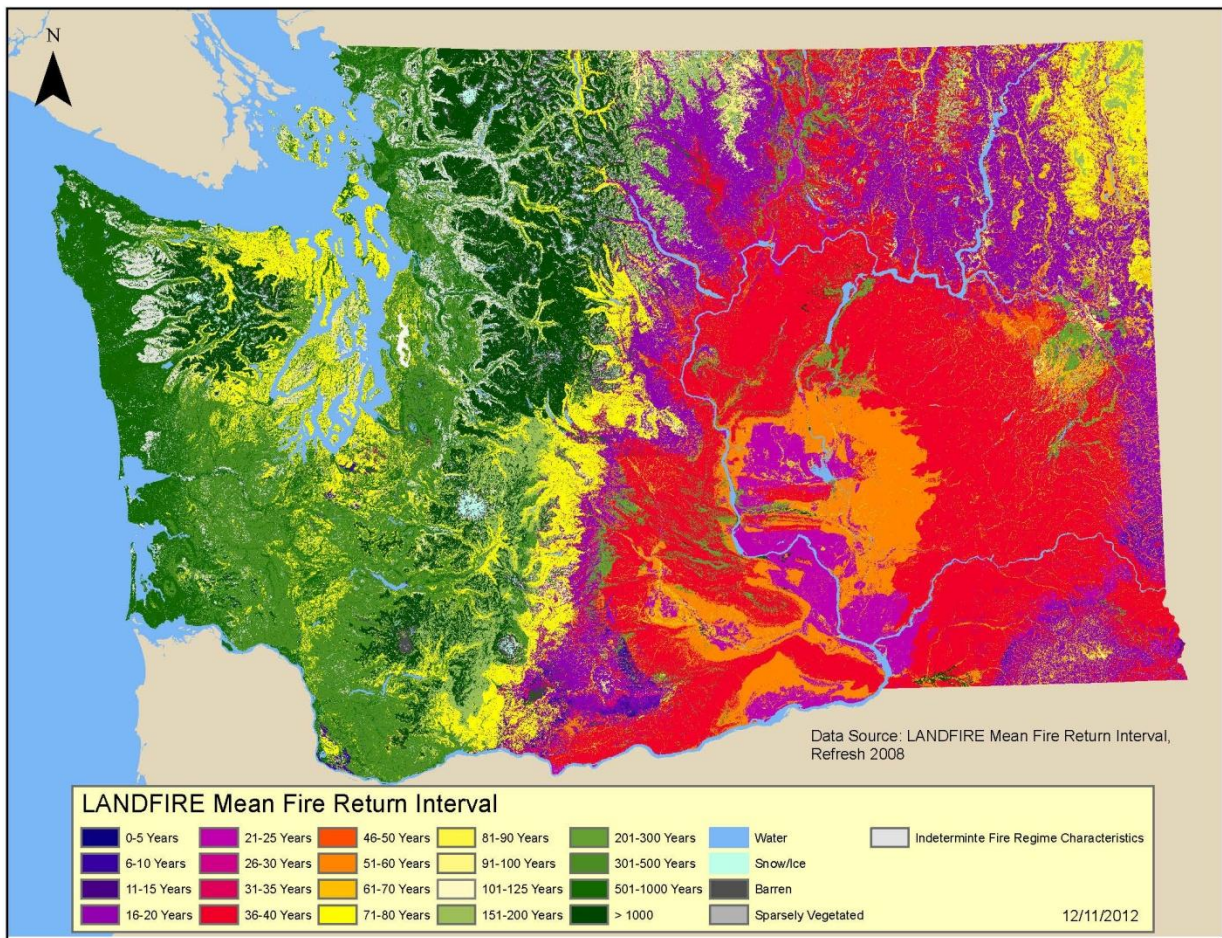 N
Data Source: LANDFIRE Mean Fire Return Interval,
Refresh 2008
LANDFIRE Mean Fire Return Interval
0-5 Years
6-10 Years
11-15 Years
16-20 Years
21-25 Years
26-30 Years
31-35 Years
36-40 Years
46-50 Years
51-60 Years
61-70 Years
71-80 Years
81-90 Years
91-100 Years
101-125 Years
151-200 Years
201-300 Years
301-500 Years
501-1000 Years
> 1000
Water
Snow/Ice
Barren
Sparsely Vegetated
Indeterminte Fire Regime Characteristics
12/11/2012